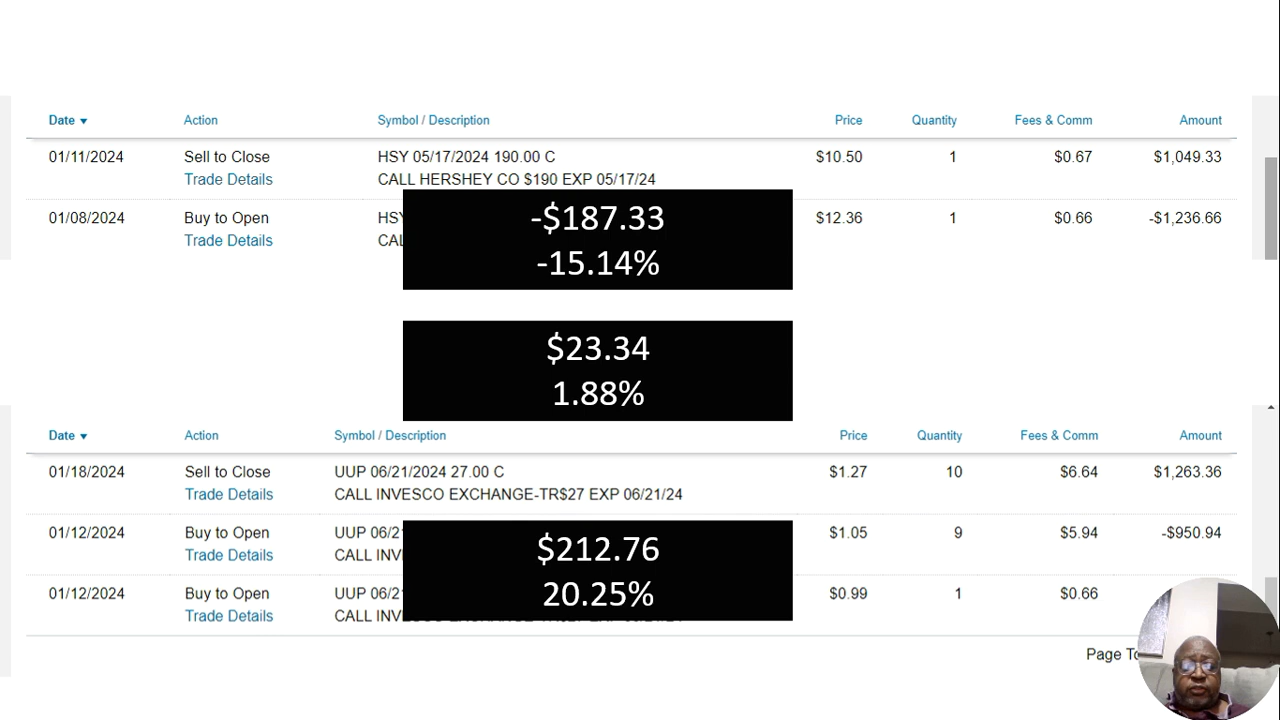 Date Action Symbol / Description Price Quantity Fees & Comm Amount
01/11/2024 Sell to Close HSY 05/17/2024 190.00 C $10.50 1 $0.67 $1,049.33
Trade Details CALL HERSHEY CO $190 EXP 05/17/24
01/08/2024 Buy to Open HSY $12.36 1 $0.66 -$1,236.66
Trade Details CAL
-$187.33
-15.14%
$23.34
1.88%
Date Action Symbol / Description Price Quantity Fees & Comm Amount
01/18/2024 Sell to Close UUP 06/21/2024 27.00 C $1.27 10 $6.64 $1,263.36
Trade Details CALL INVESCO EXCHANGE-TR$27 EXP 06/21/24
01/12/2024 Buy to Open UUP 06/2 $1.05 9 $5.94 -$950.94
Trade Details CALL INV
$212.76
20.25%
01/12/2024 Buy to Open UUP 06/2 $0.99 1 $0.66
Trade Details CALL INV
Page